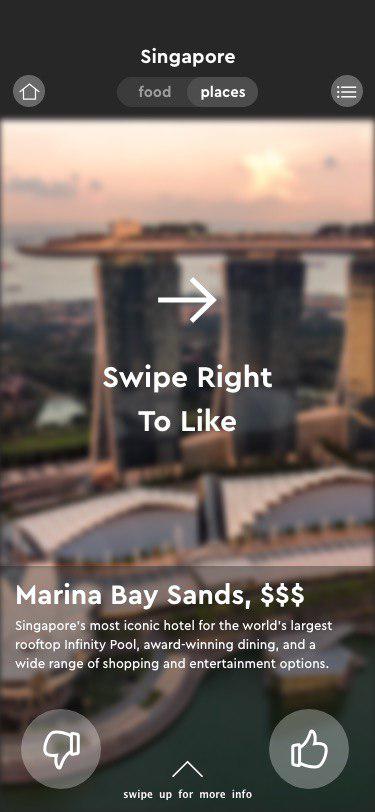 Singapore
food places
Swipe Right
To Like
Marina Bay Sands, $$$
Singapore's most iconic hotel for the world's largest
rooftop Infinity Pool, award-winning dining, and a
wide range of shopping and entertainment options.
swipe up for more info